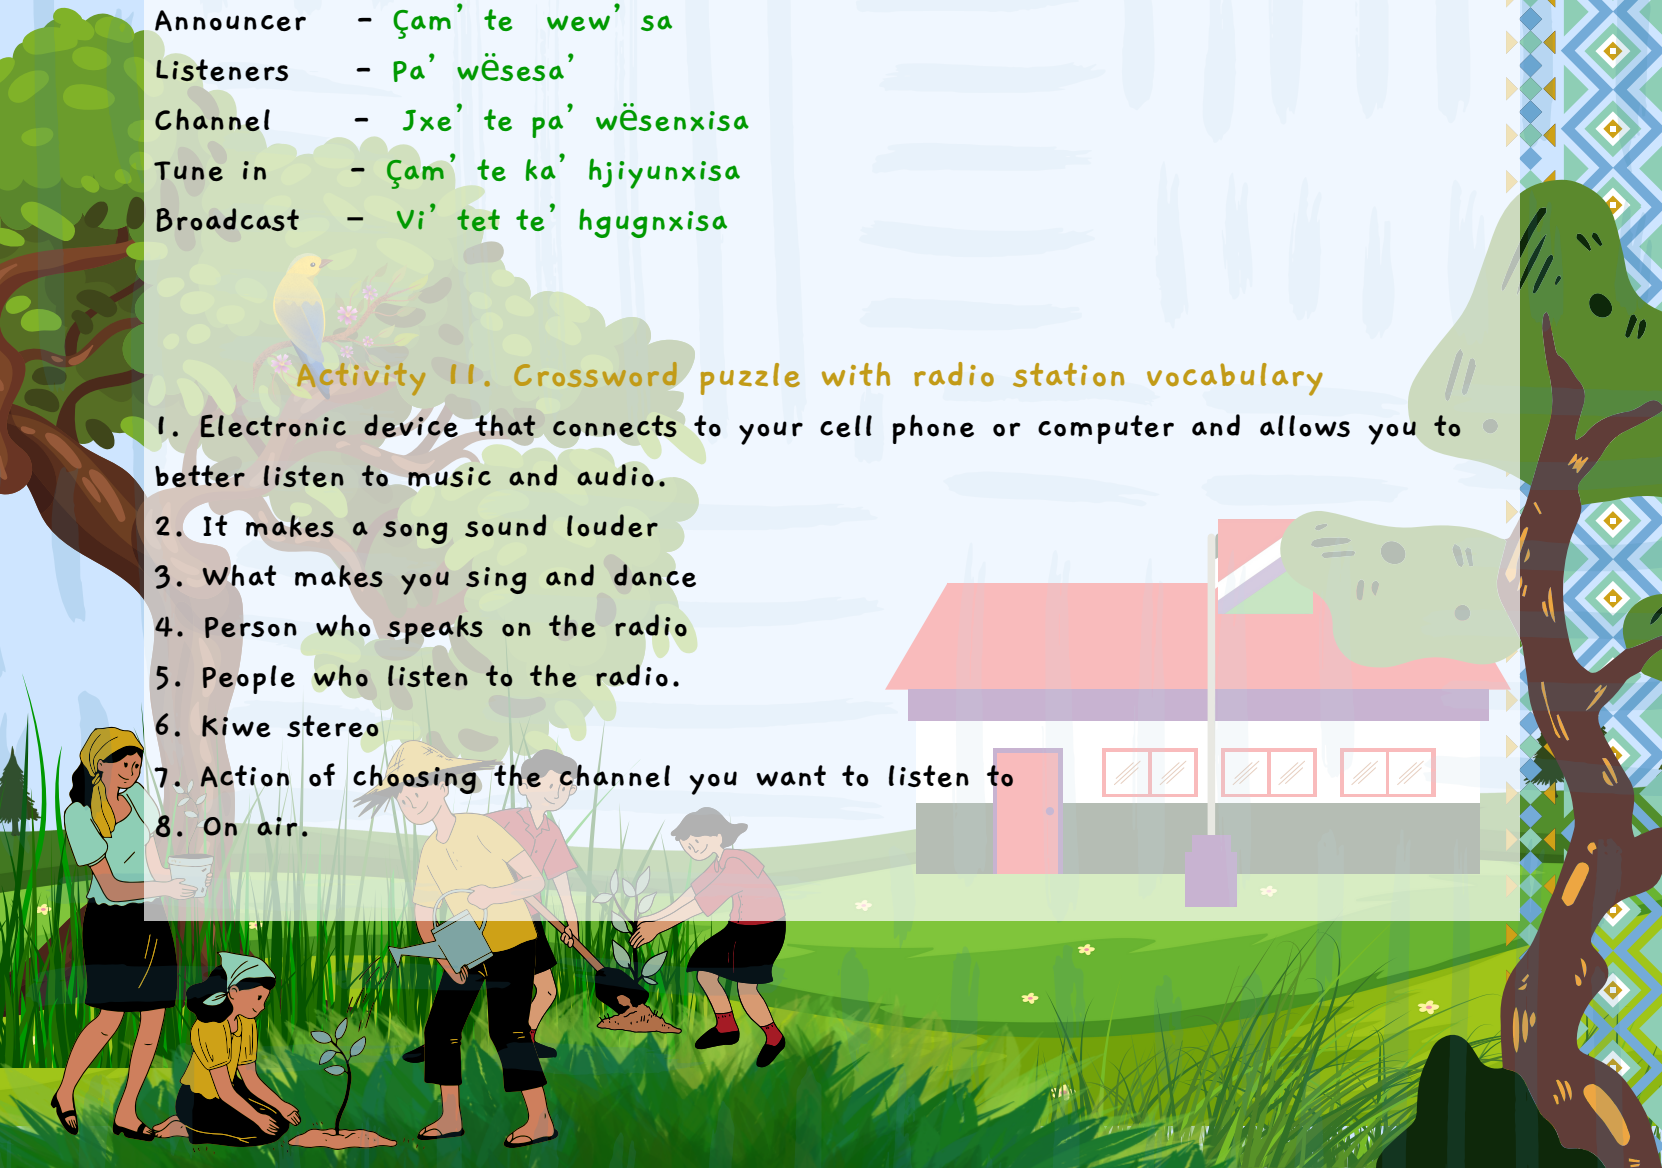 Announcer - Çam’ te wew’ sa
Listeners - Pa’ wësesa’
Channel - Jxe’ te pa’ wësenxisa
Tune in - Çam’ te ka’ hjiyunxisa
Broadcast - Vi’ tet te’ hgugnxisa
Activity 11. Crossword puzzle with radio station vocabulary
1. Electronic device that connects to your cell phone or computer and allows you to
better listen to music and audio.
2. It makes a song sound louder
3. What makes you sing and dance
4. Person who speaks on the radio
5. People who listen to the radio.
6. Kiwe stereo
7. Action of choosing the channel you want to listen to
8. On air.